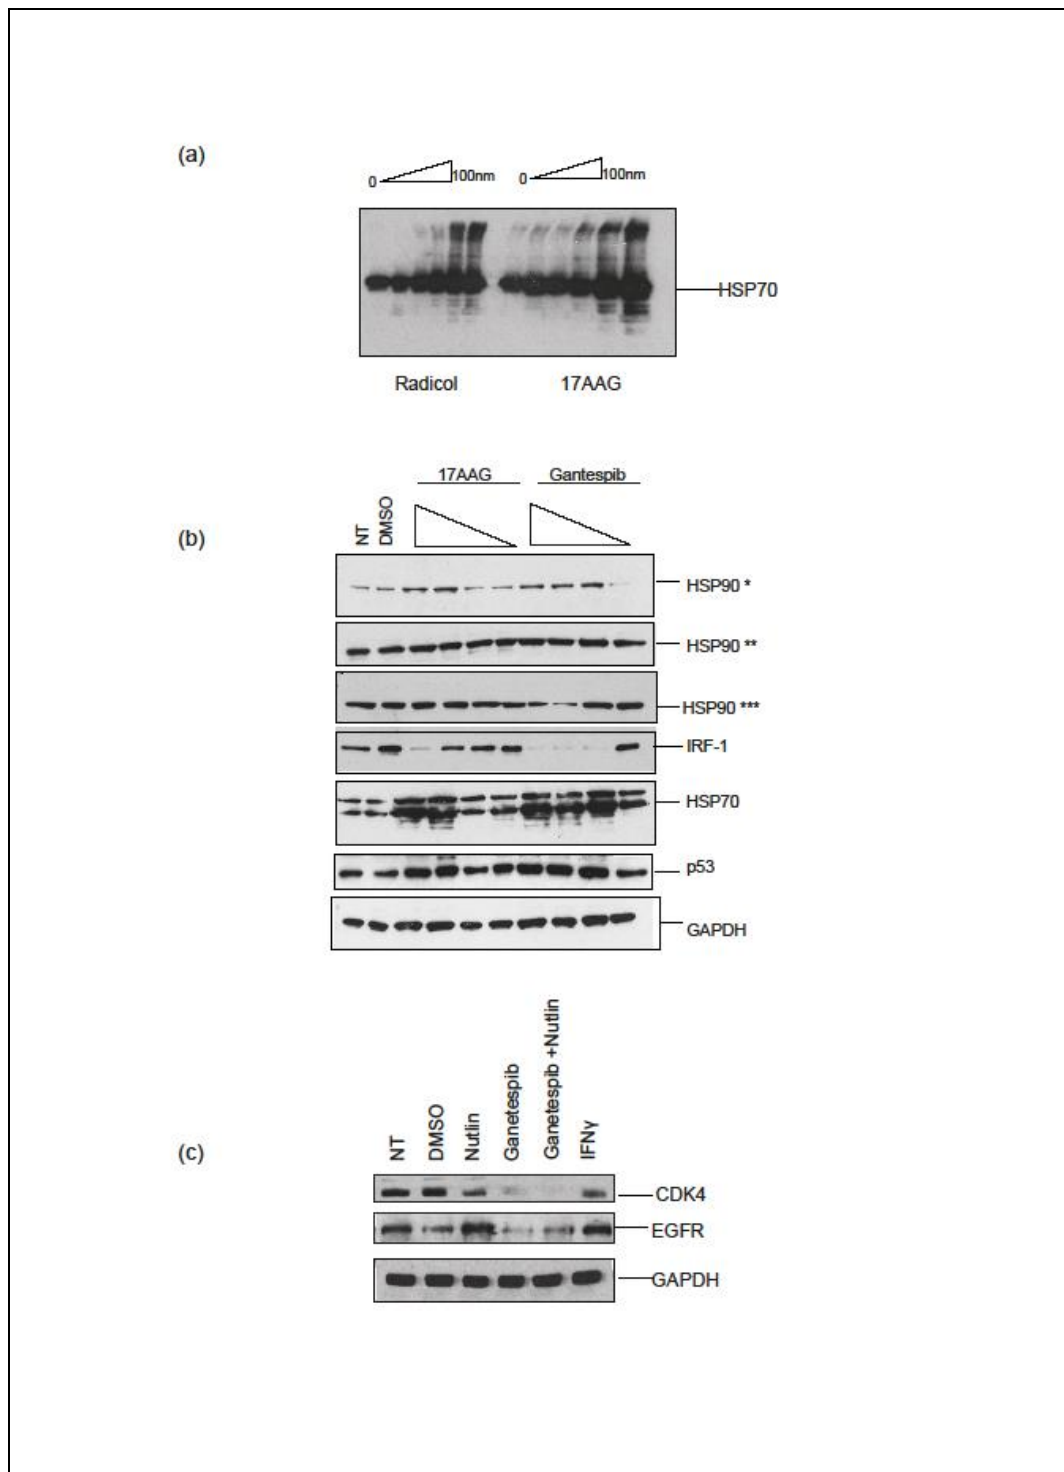 (a)
0 100nm 0 100nm
HSP70
Radicol 17AAG
17AAG Gantespib
(b)
NT DMSO
HSP90 *
HSP90 **
HSP90 ***
IRF-1
HSP70
p53
GAPDH
(c)
NT DMSO Nutlin Ganetespib Ganetespib +Nutlin IFNγ
CDK4
EGFR
GAPDH